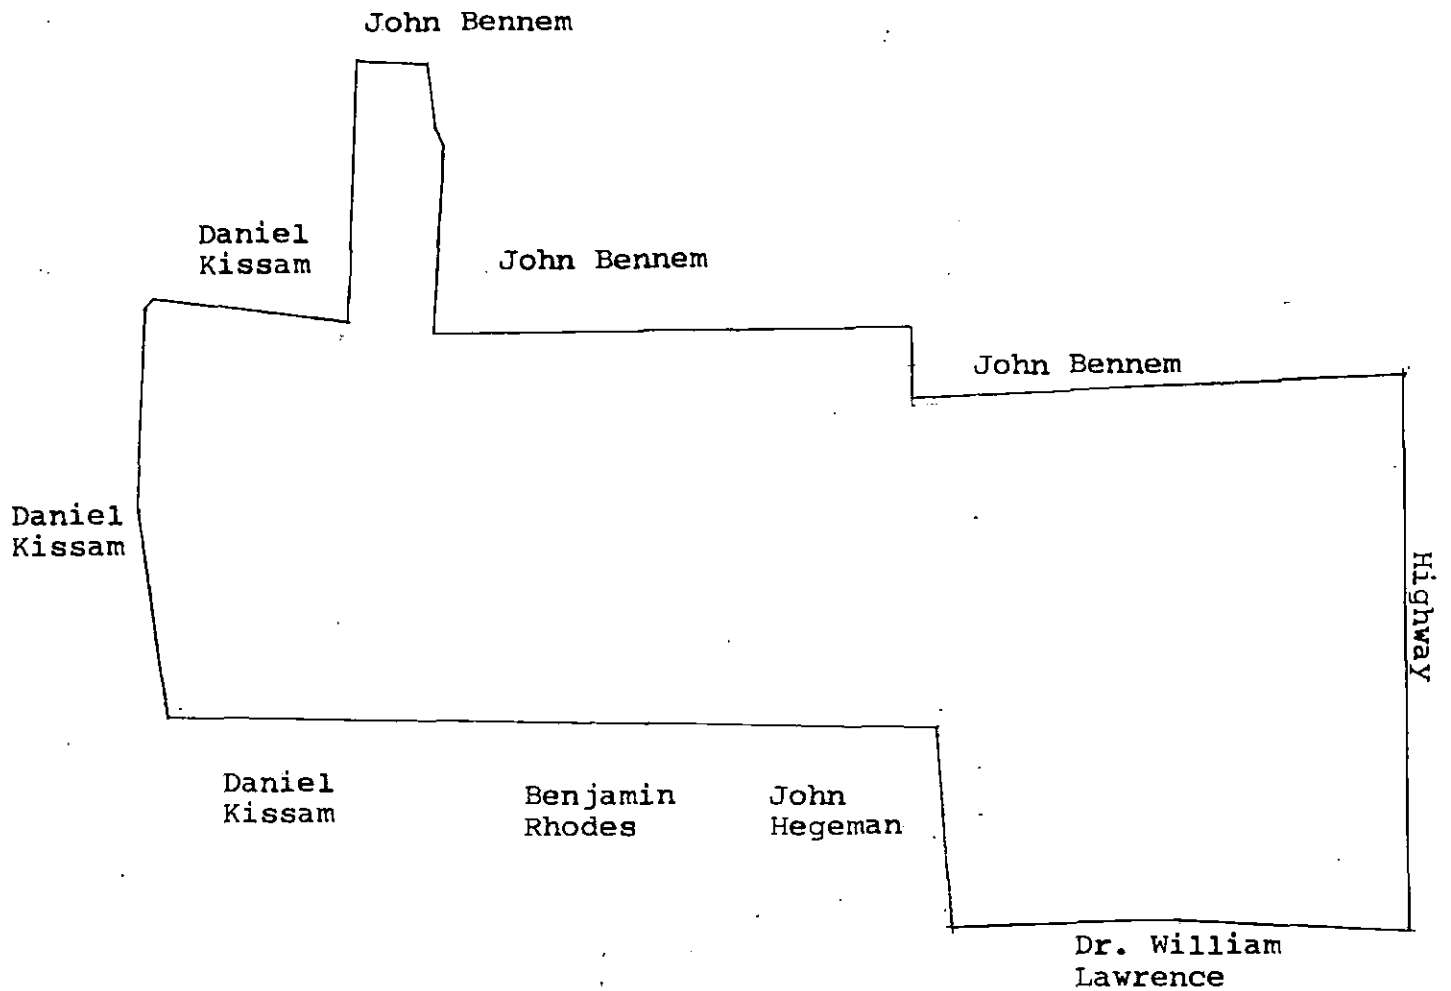 John Bennem
Daniel
Kissam
John Bennem
John Bennem
Daniel
Kissam
Highway
Daniel
Kissam
Benjamin
Rhodes
John
Hegeman
Dr. William
Lawrence